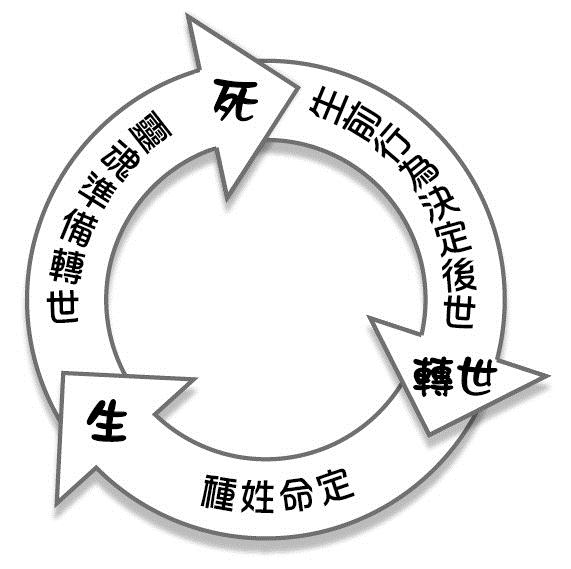 死
生前行為決定後世
轉世
種姓命定
生
靈魂準備轉世